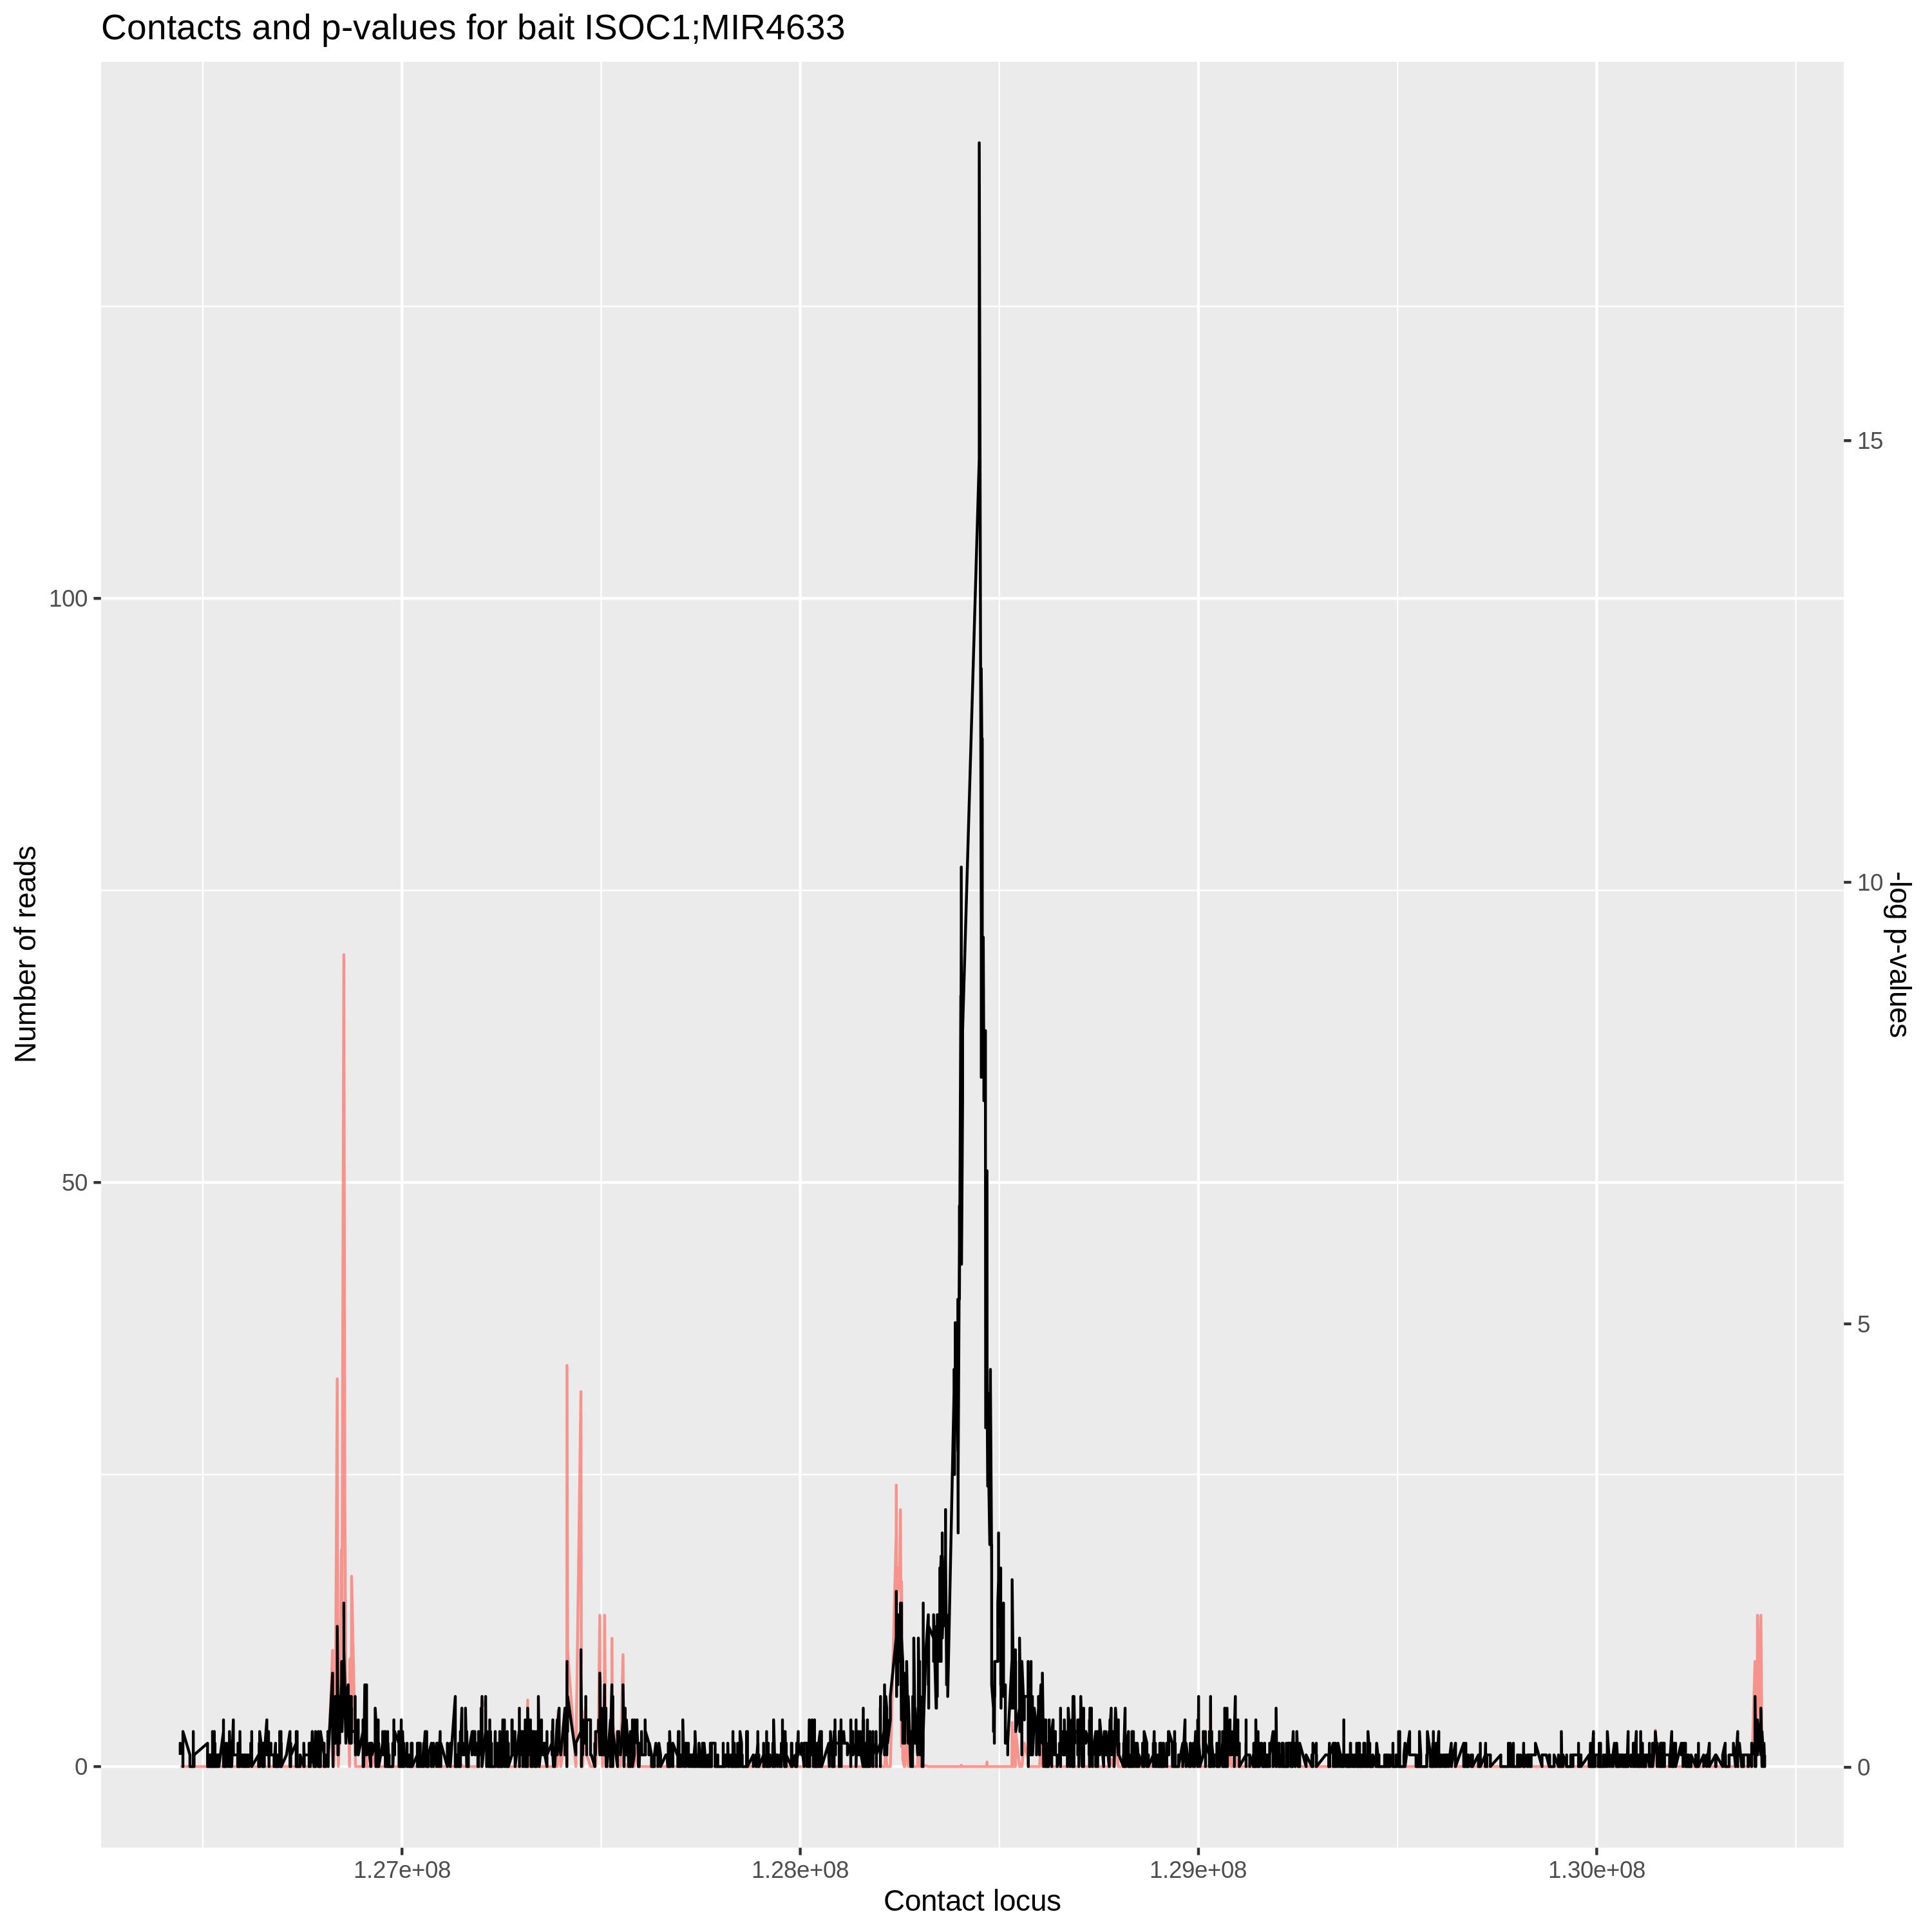 Contacts and p-values for bait ISOC1;MIR4633
Number of reads
100
50
0
15
10
5
0
-log p-values
1.27e+08
1.28e+08
1.29e+08
1.30e+08
Contact locus